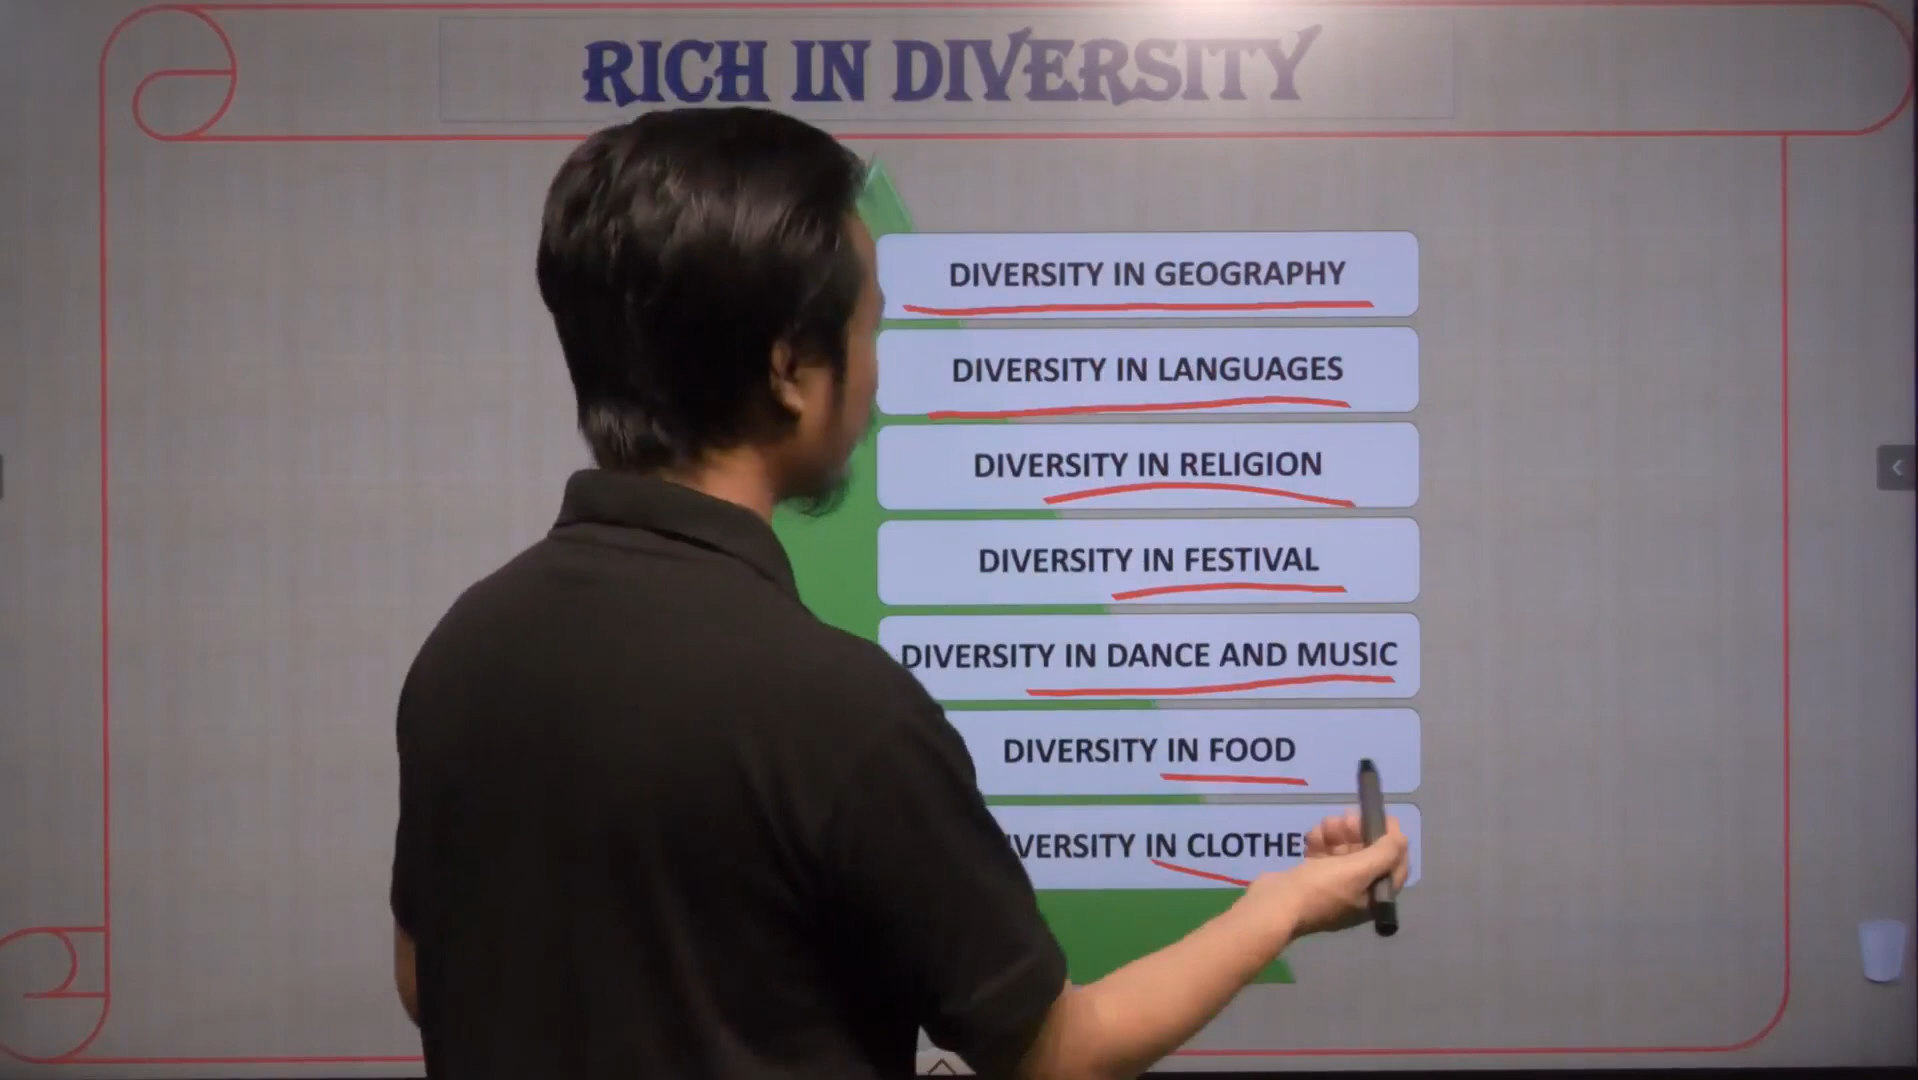 RICH IN DIVERSITY
DIVERSITY IN GEOGRAPHY
DIVERSITY IN LANGUAGES
DIVERSITY IN RELIGION
DIVERSITY IN FESTIVAL
DIVERSITY IN DANCE AND MUSIC
DIVERSITY IN FOOD
IN